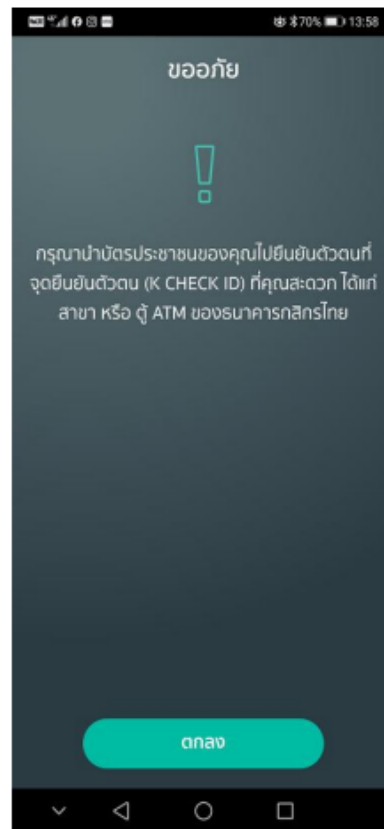 70% 13:58
ขออภัย
กรุณานำบัตรประชาชนของคุณไปยืนยันตัวตนที่
จุดยืนยันตัวตน (K CHECK ID) ที่คุณสะดวก ได้แก่
สาขา หรือ ตู้ ATM ของธนาคารกสิกรไทย
ตกลง